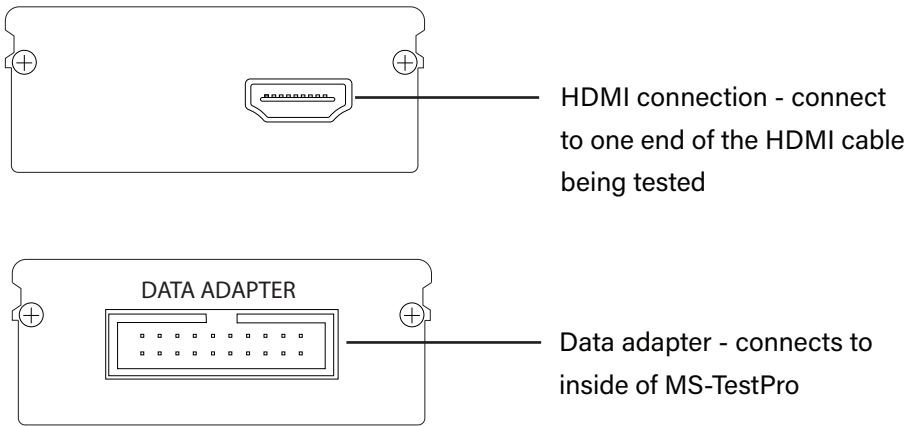 HDMI connection - connect
to one end of the HDMI cable
being tested
DATA ADAPTER
Data adapter - connects to
inside of MS-TestPro